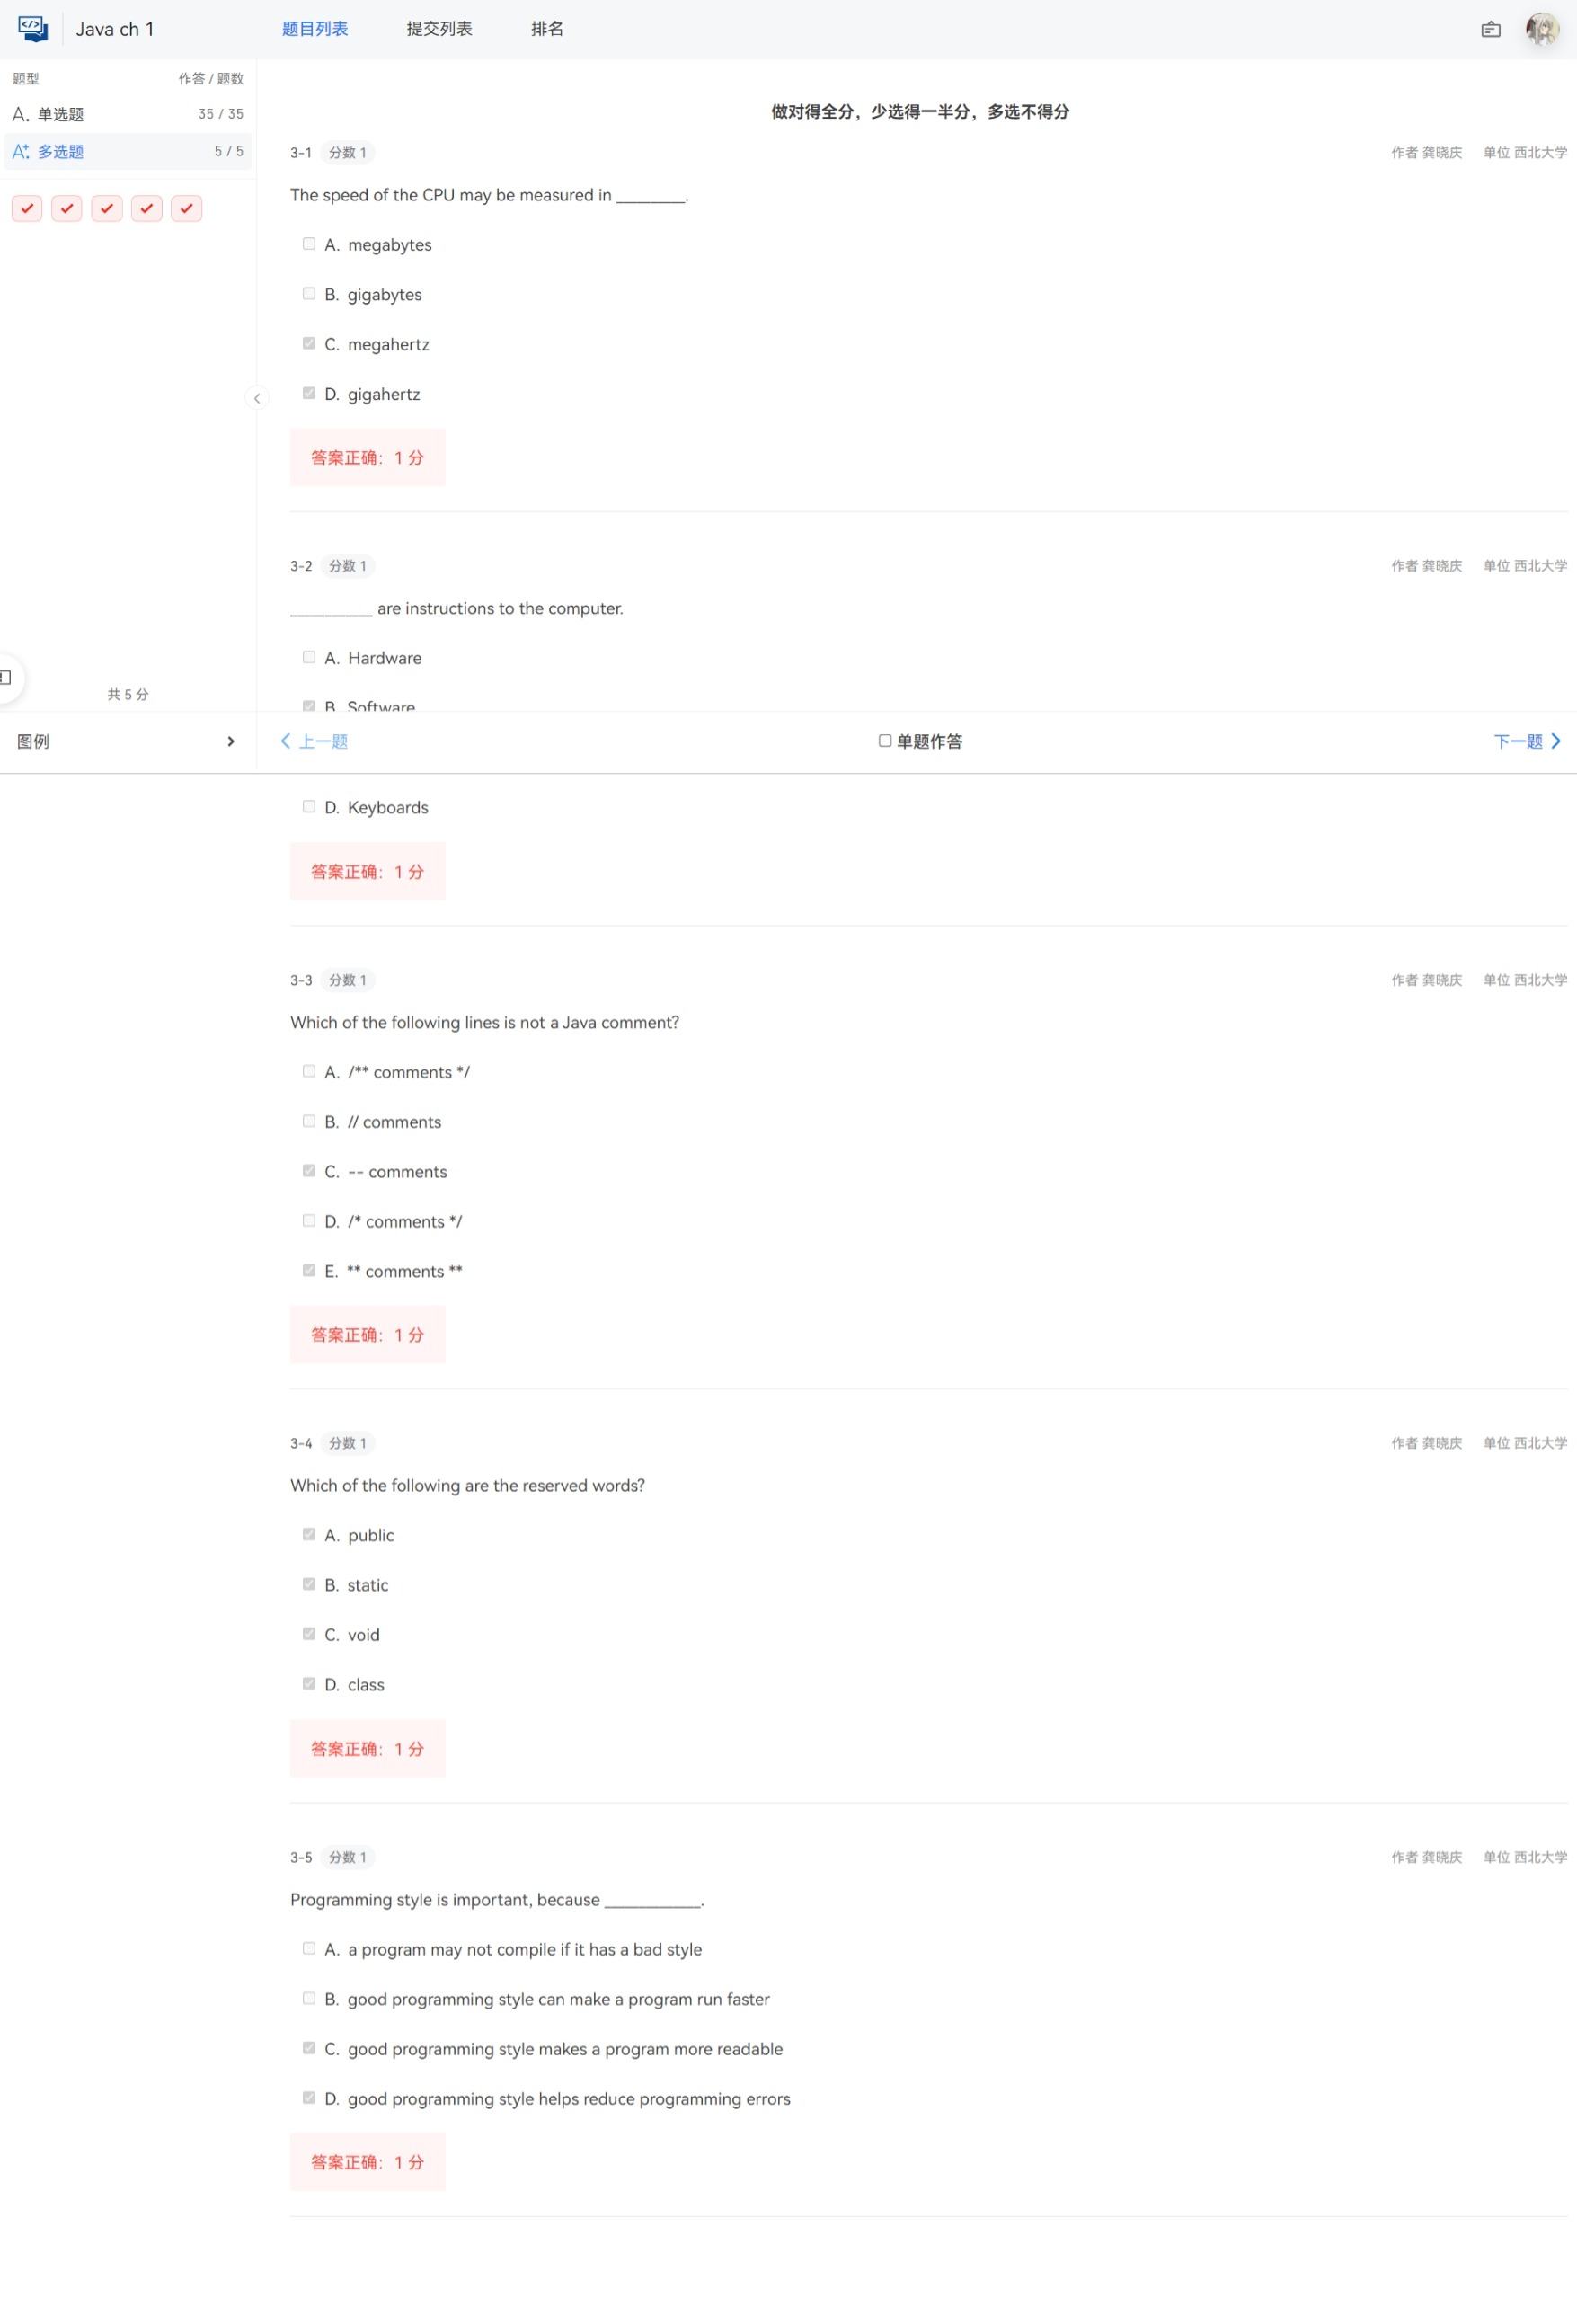 Java ch 1
题目列表
提交列表
排名
题型 作答 / 题数
A. 单选题 35 / 35
多选题 5 / 5
共 5 分
图例
做对得全分，少选得一半分，多选不得分
3-1 分数 1 作者 龚晓庆 单位 西北大学
The speed of the CPU may be measured in ________.
A. megabytes
B. gigabytes
C. megahertz
D. gigahertz
答案正确：1 分
3-2 分数 1 作者 龚晓庆 单位 西北大学
__________ are instructions to the computer.
A. Hardware
B. Software
上一题 单题作答 下一题
D. Keyboards
答案正确：1 分
3-3 分数 1 作者 龚晓庆 单位 西北大学
Which of the following lines is not a Java comment?
A. /** comments */
B. // comments
C. -- comments
D. /* comments */
E. ** comments **
答案正确：1 分
3-4 分数 1 作者 龚晓庆 单位 西北大学
Which of the following are the reserved words?
A. public
B. static
C. void
D. class
答案正确：1 分
3-5 分数 1 作者 龚晓庆 单位 西北大学
Programming style is important, because ____________.
A. a program may not compile if it has a bad style
B. good programming style can make a program run faster
C. good programming style makes a program more readable
D. good programming style helps reduce programming errors
答案正确：1 分